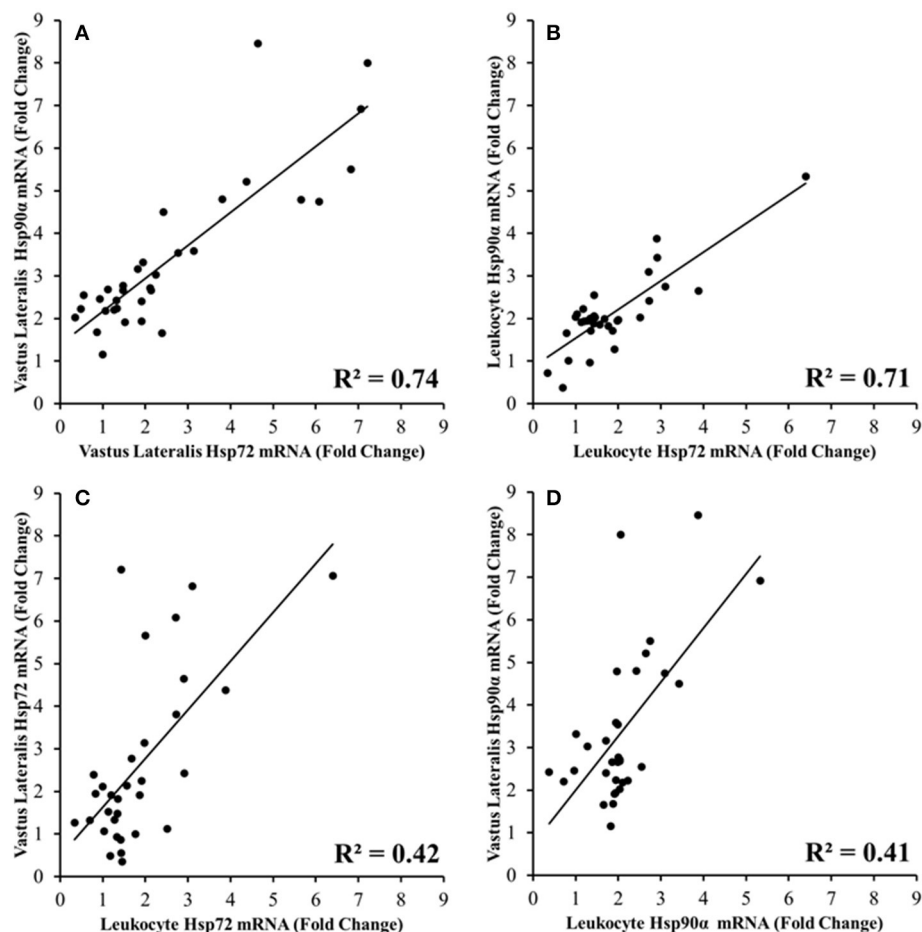 A
Vastus Lateralis Hsp90α mRNA (Fold Change)
9
8
7
6
5
4
3
2
1
0
R² = 0.74
0 1 2 3 4 5 6 7 8 9
Vastus Lateralis Hsp72 mRNA (Fold Change)
B
Leukocyte Hsp90α mRNA (Fold Change)
9
8
7
6
5
4
3
2
1
0
R² = 0.71
0 1 2 3 4 5 6 7 8 9
Leukocyte Hsp72 mRNA (Fold Change)
C
Vastus Lateralis Hsp72 mRNA (Fold Change)
9
8
7
6
5
4
3
2
1
0
R² = 0.42
0 1 2 3 4 5 6 7 8 9
Leukocyte Hsp72 mRNA (Fold Change)
D
Vastus Lateralis Hsp90α mRNA (Fold Change)
9
8
7
6
5
4
3
2
1
0
R² = 0.41
0 1 2 3 4 5 6 7 8 9
Leukocyte Hsp90α mRNA (Fold Change)